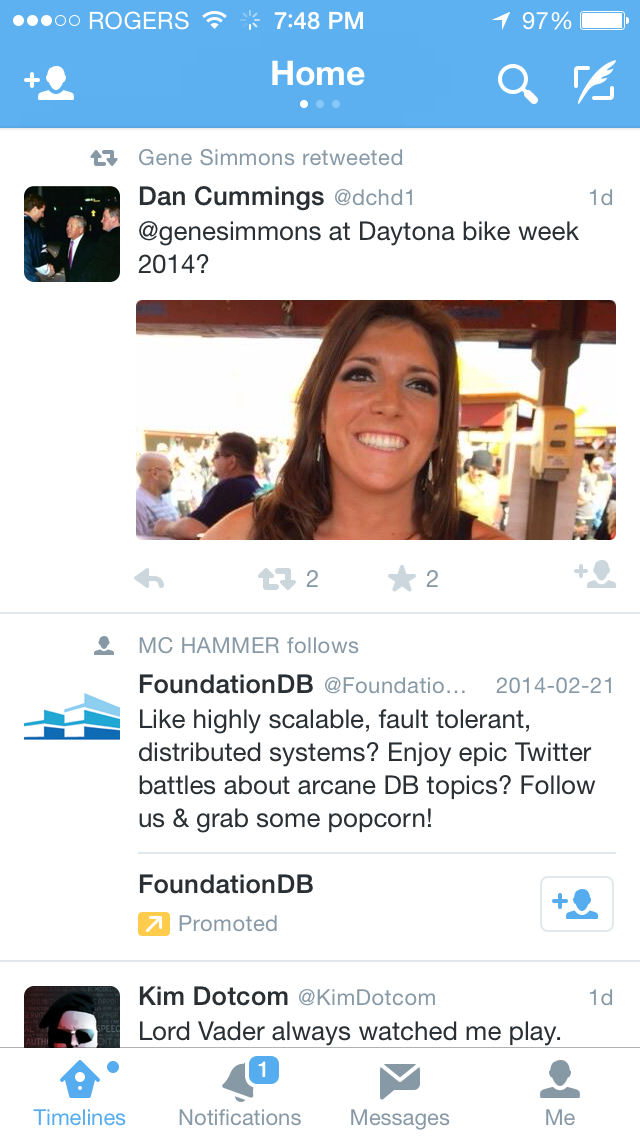 ROGERS 7:48 PM 97%
Home
Gene Simmons retweeted
Dan Cummings @dchd1 1d
@genesimmons at Daytona bike week
2014?
2 2
MC HAMMER follows
FoundationDB @Foundatio... 2014-02-21
Like highly scalable, fault tolerant,
distributed systems? Enjoy epic Twitter
battles about arcane DB topics? Follow
us & grab some popcorn!
FoundationDB
Promoted
Kim Dotcom @KimDotcom 1d
Lord Vader always watched me play.
1
Timelines Notifications Messages Me